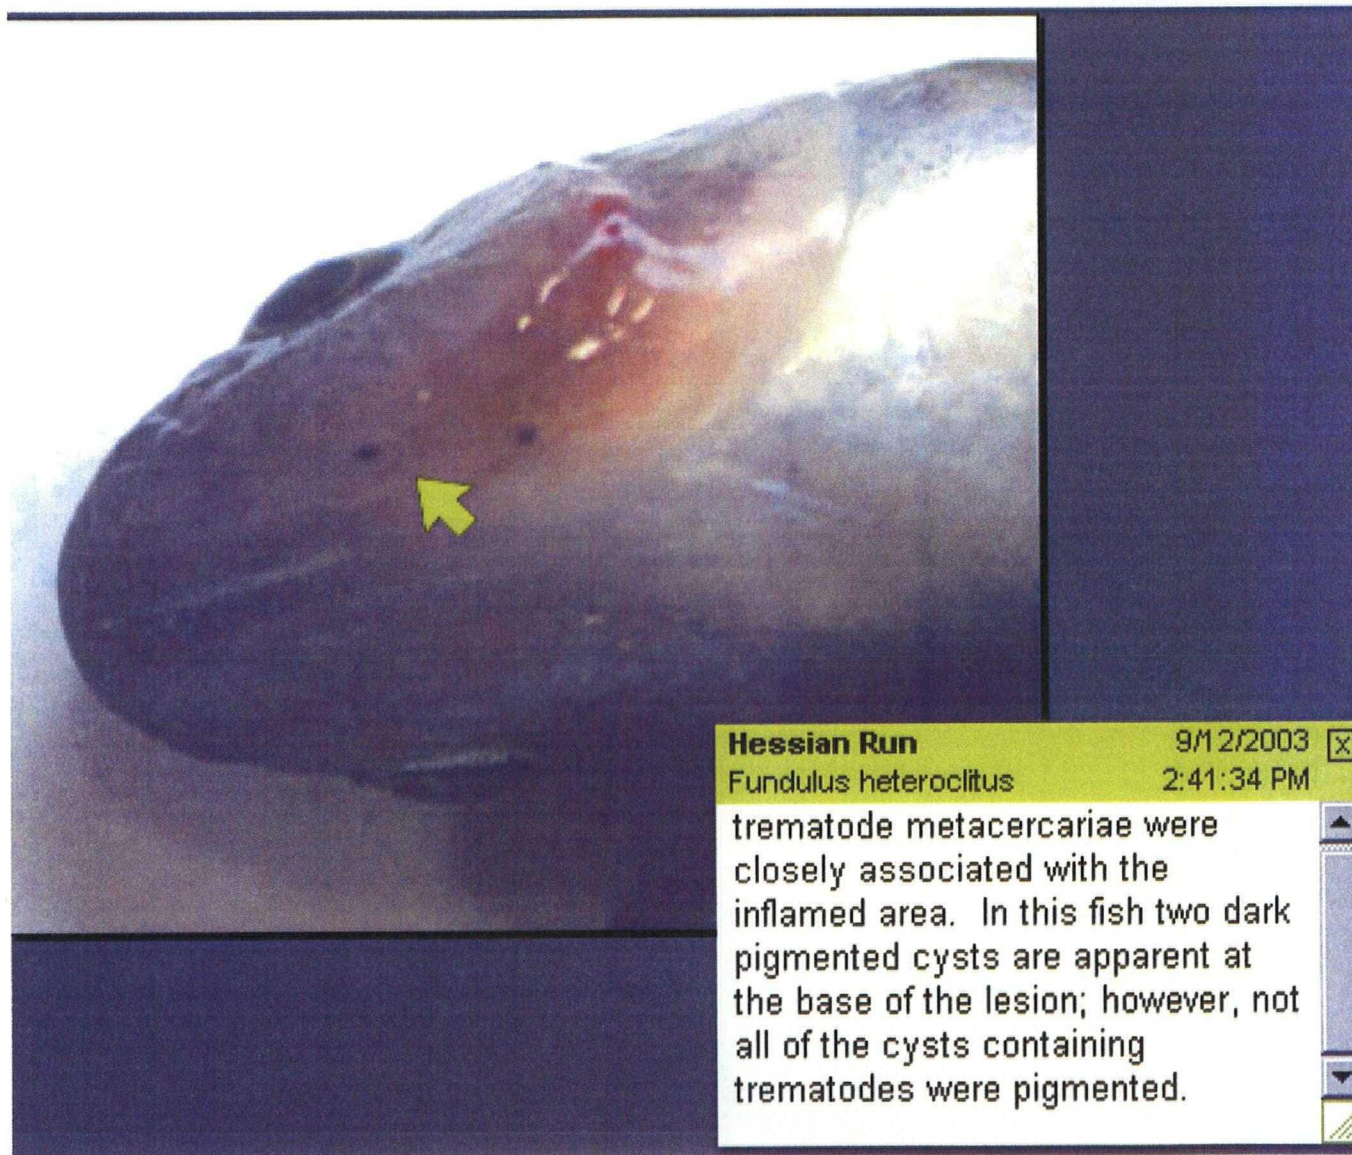 Hessian Run 9/12/2003
Fundulus heteroclitus 2:41:34 PM
trematode metacercariae were
closely associated with the
inflamed area. In this fish two dark
pigmented cysts are apparent at
the base of the lesion; however, not
all of the cysts containing
trematodes were pigmented.